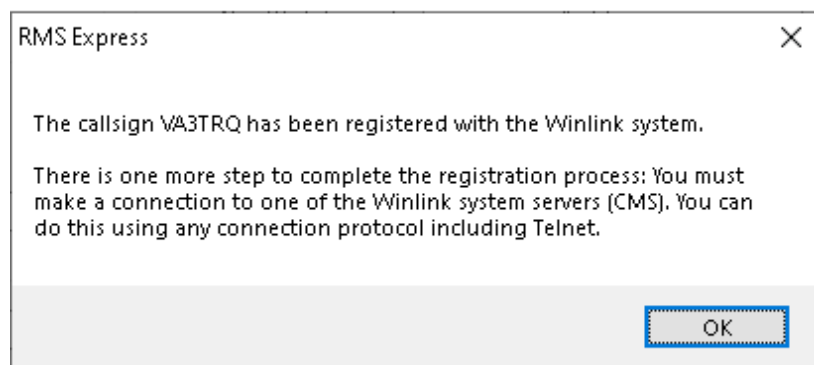 RMS Express
The callsign VA3TRQ has been registered with the Winlink system.
There is one more step to complete the registration process: You must
make a connection to one of the Winlink system servers (CMS). You can
do this using any connection protocol including Telnet.
OK